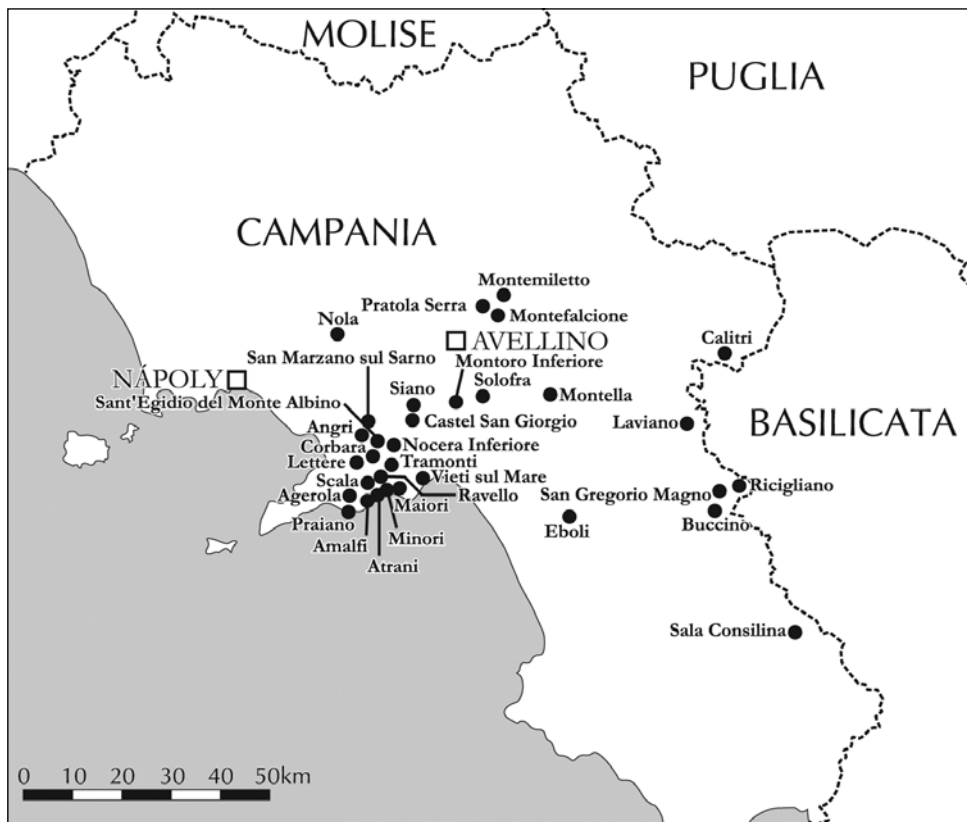 MOLISE
PUGLIA
CAMPANIA
Montemiletto
Pratola Serra
Montefalcione
Nola
AVELLINO
Calitri
San Marzano sul Sarno
Montoro Inferiore
NÁPOLY
Siano
Solofra
Montella
Sant'Egidio del Monte Albino
Castel San Giorgio
Laviano
BASILICATA
Angri
Corbara
Nocera Inferiore
Lettere
Tramonti
Scala
Vieti sul Mare
Agerola
Maiori
Ravello
San Gregorio Magno
Ricigliano
Praiano
Amalfi
Minori
Eboli
Buccino
Atrani
Sala Consilina
0 10 20 30 40 50km